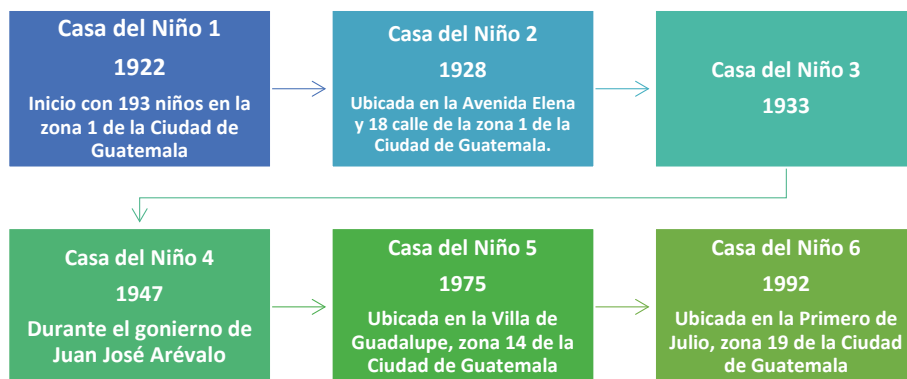 Casa del Niño 1
1922
Inicio con 193 niños en la
zona 1 de la Ciudad de
Guatemala
Casa del Niño 2
1928
Ubicada en la Avenida Elena
y 18 calle de la zona 1 de la
Ciudad de Guatemala.
Casa del Niño 3
1933
Casa del Niño 4
1947
Durante el gonierno de
Juan José Arévalo
Casa del Niño 5
1975
Ubicada en la Villa de
Guadalupe, zona 14 de la
Ciudad de Guatemala
Casa del Niño 6
1992
Ubicada en la Primero de
Julio, zona 19 de la Ciudad
de Guatemala